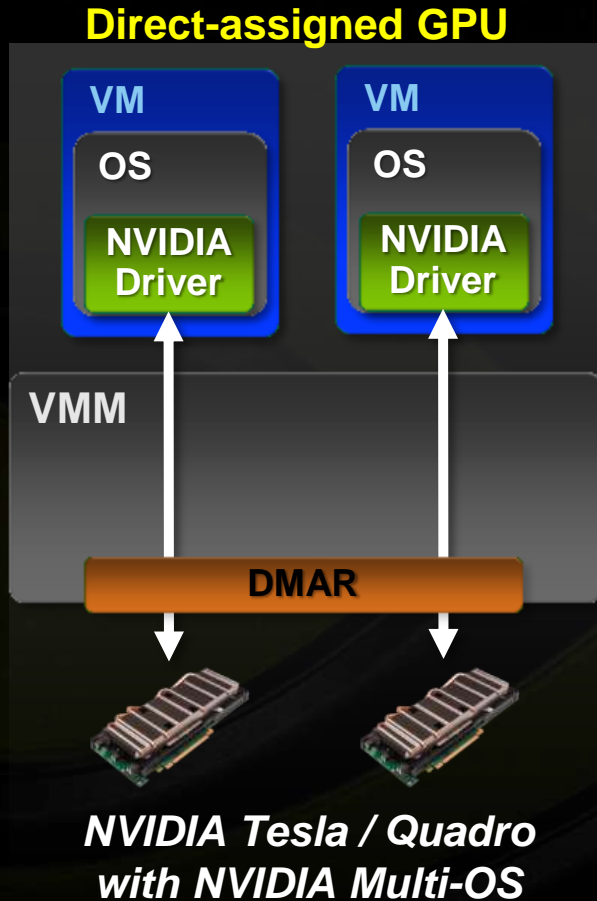 Direct-assigned GPU
VM
OS
NVIDIA
Driver
VM
OS
NVIDIA
Driver
VMM
DMAR
NVIDIA Tesla / Quadro
with NVIDIA Multi-OS